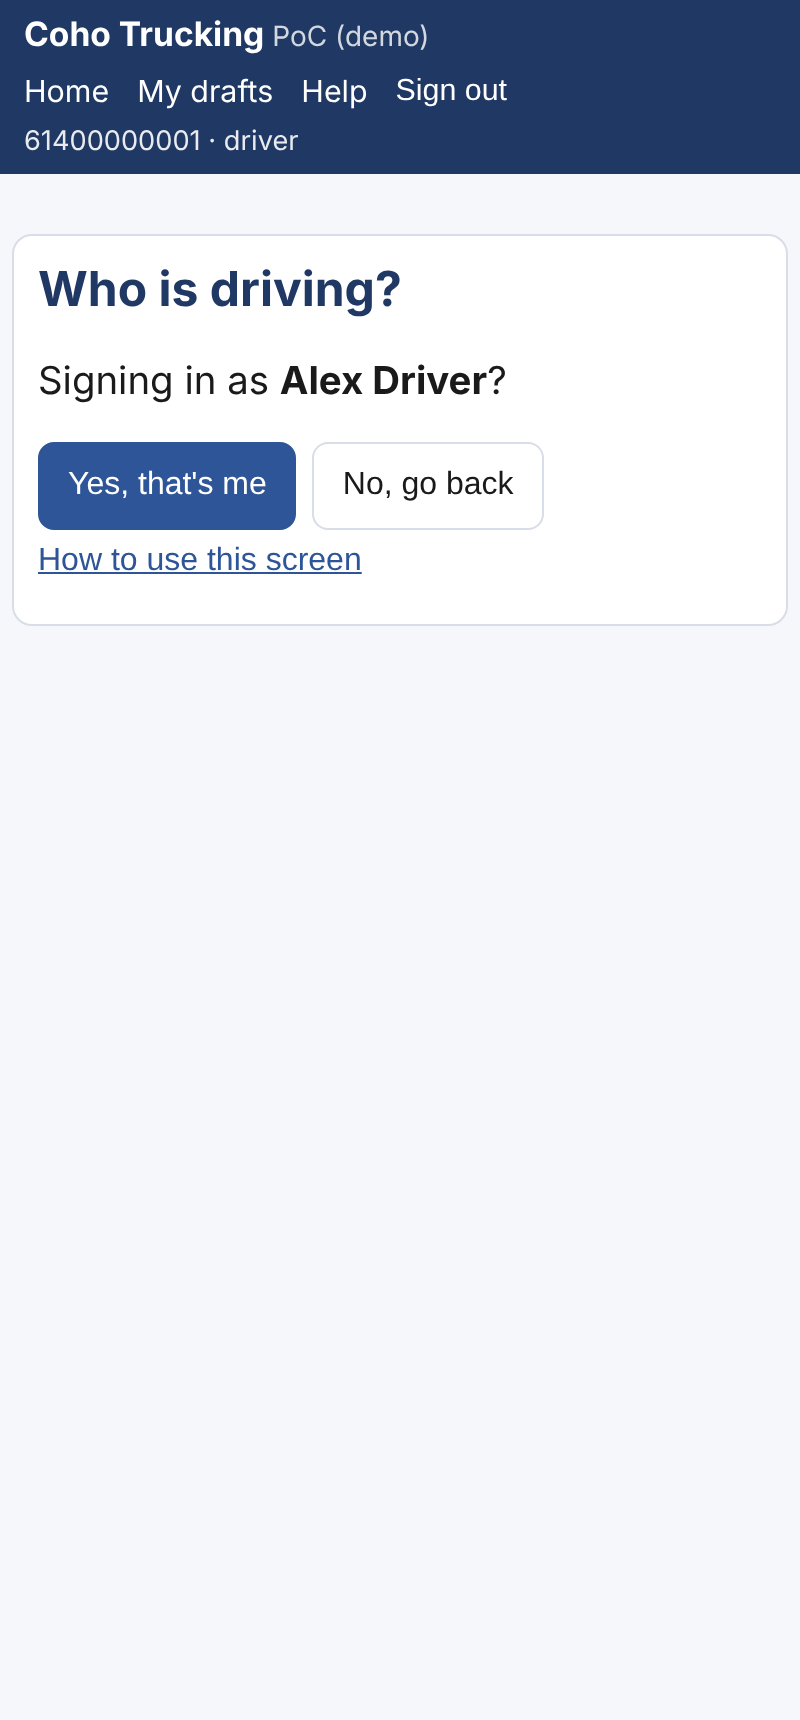 Coho Trucking PoC (demo)
Home My drafts Help Sign out
61400000001 · driver
Who is driving?
Signing in as Alex Driver?
Yes, that's me No, go back
How to use this screen